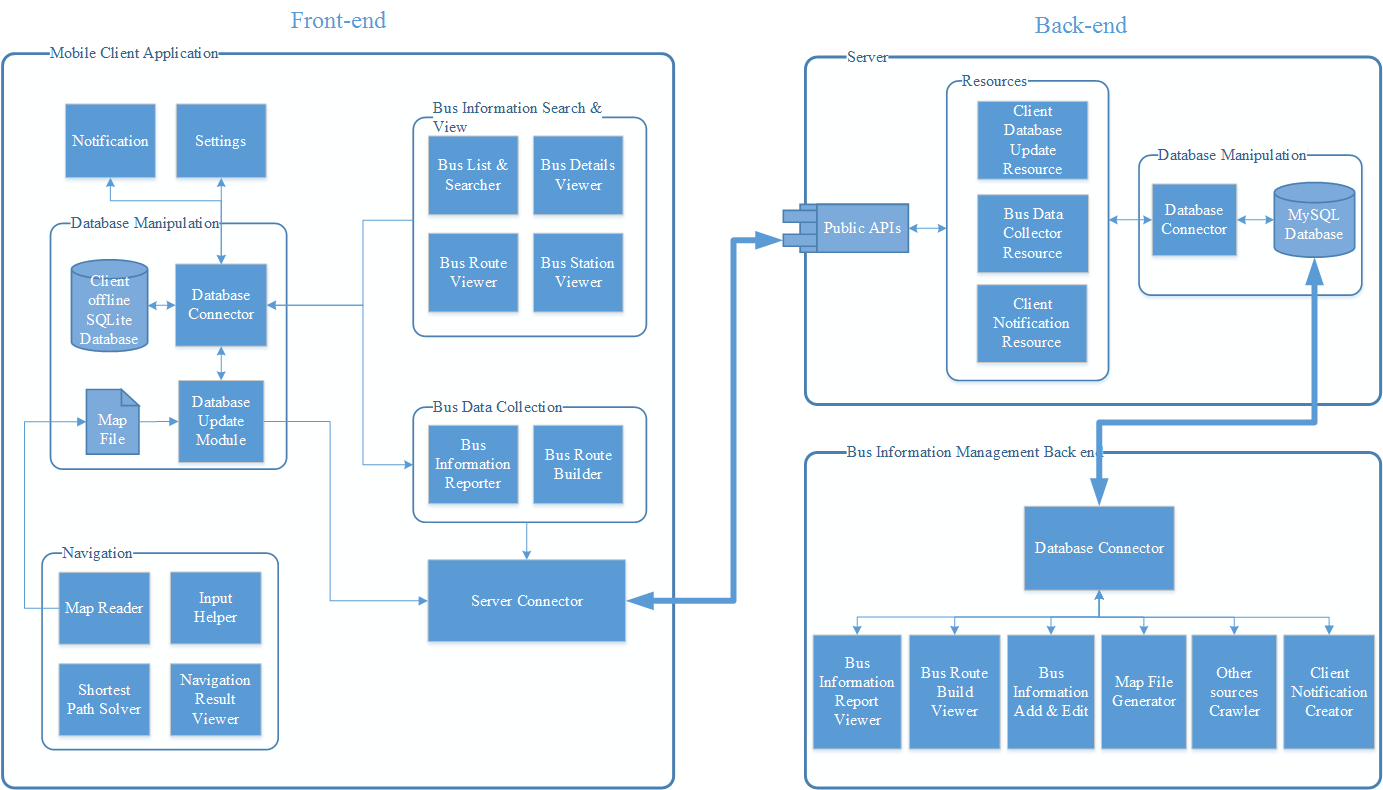 Front-end
Back-end
Mobile Client Application
Notification
Settings
Bus Information Search &
View
Bus List &
Searcher
Bus Details
Viewer
Bus Route
Viewer
Bus Station
Viewer
Database Manipulation
Client
offline
SQLite
Database
Database
Connector
Map
File
Database
Update
Module
Bus Data Collection
Bus
Information
Reporter
Bus Route
Builder
Navigation
Map Reader
Input
Helper
Shortest
Path Solver
Navigation
Result
Viewer
Server Connector
Server
Public APIs
Resources
Client
Database
Update
Resource
Bus Data
Collector
Resource
Client
Notification
Resource
Database Manipulation
Database
Connector
MySQL
Database
Bus Information Management Back end
Database Connector
Bus
Information
Report
Viewer
Bus Route
Build
Viewer
Bus
Information
Add & Edit
Map File
Generator
Other
sources
Crawler
Client
Notification
Creator